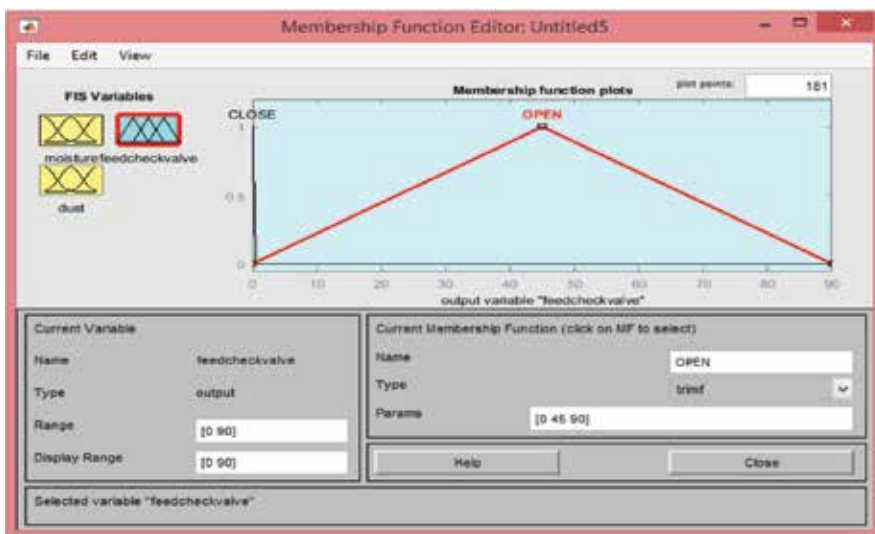 Membership Function Editor: Untitled5
File Edit View
FIS Variables
moisture
feedcheckvalve
dust
Membership function plots
plot points:
181
CLOSE
OPEN
1
0.5
0
0 10 20 30 40 50 60 70 80 90
output variable "feedcheckvalve"
Current Variable
Name feedcheckvalve
Type output
Range [0 90]
Display Range [0 90]
Current Membership Function (click on MF to select)
Name OPEN
Type trimf
Params [0 45 90]
Help Close
Selected variable "feedcheckvalve"